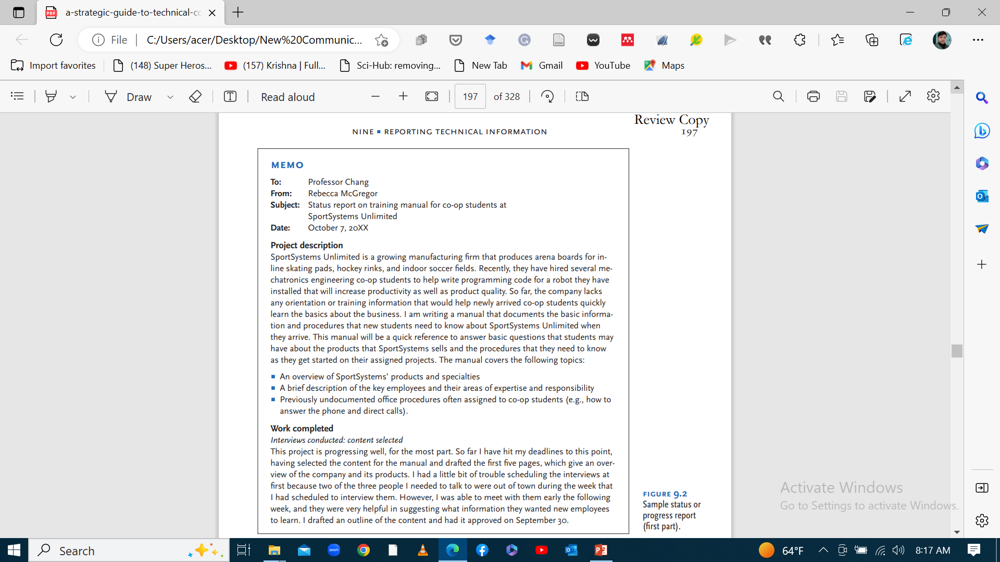 a-strategic-guide-to-technical-cc
File
C:/Users/acer/Desktop/New%20Communic...
Import favorites
(148) Super Heros...
(157) Krishna | Full...
Sci-Hub: removing...
New Tab
Gmail
YouTube
Maps
Draw
Read aloud
197
of 328
Review Copy
NINE ■ REPORTING TECHNICAL INFORMATION
197
MEMO
To: Professor Chang
From: Rebecca McGregor
Subject: Status report on training manual for co-op students at
SportSystems Unlimited
Date: October 7, 20XX
Project description
SportSystems Unlimited is a growing manufacturing firm that produces arena boards for in-
line skating pads, hockey rinks, and indoor soccer fields. Recently, they have hired several me-
chatronics engineering co-op students to help write programming code for a robot they have
installed that will increase productivity as well as product quality. So far, the company lacks
any orientation or training information that would help newly arrived co-op students quickly
learn the basics about the business. I am writing a manual that documents the basic informa-
tion and procedures that new students need to know about SportSystems Unlimited when
they arrive. This manual will be a quick reference to answer basic questions that students may
have about the products that SportSystems sells and the procedures that they need to know
as they get started on their assigned projects. The manual covers the following topics:
■ An overview of SportSystems' products and specialties
■ A brief description of the key employees and their areas of expertise and responsibility
■ Previously undocumented office procedures often assigned to co-op students (e.g., how to
answer the phone and direct calls).
Work completed
Interviews conducted: content selected
This project is progressing well, for the most part. So far I have hit my deadlines to this point,
having selected the content for the manual and drafted the first five pages, which give an over-
view of the company and its products. I had a little bit of trouble scheduling the interviews at
first because two of the three people I needed to talk to were out of town during the week that
I had scheduled to interview them. However, I was able to meet with them early the following
week, and they were very helpful in suggesting what information they wanted new employees
to learn. I drafted an outline of the content and had it approved on September 30.
FIGURE 9.2
Sample status or
progress report
(first part).
Activate Windows
Go to Settings to activate Windows.
Search
64°F
8:17 AM